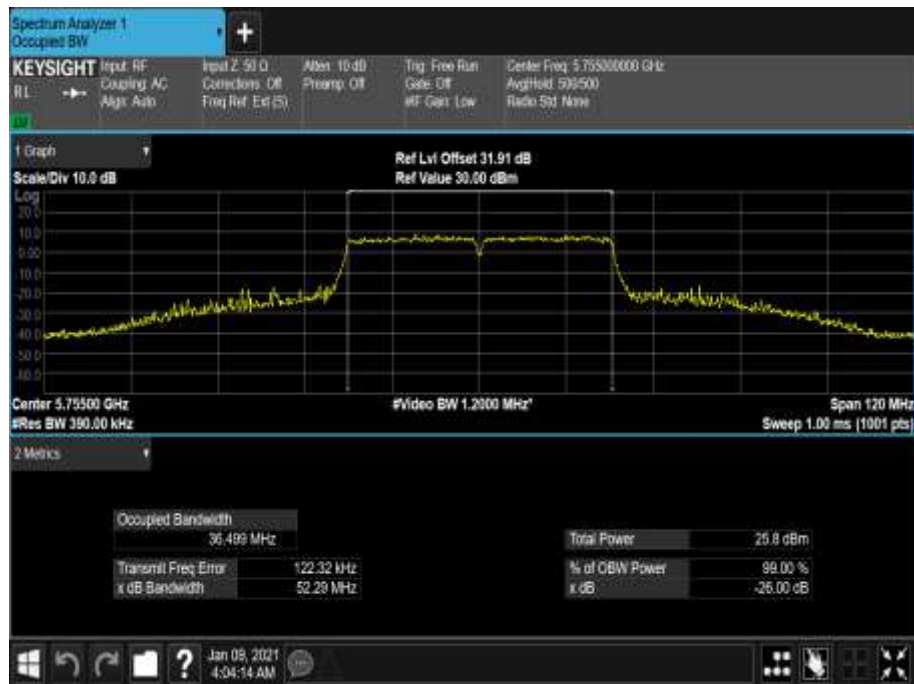 Spectrum Analyzer 1
Occupied BW
+
KEYSIGHT Input: RF Input Z: 50 Ω Atten: 10 dB Trig: Free Run Center Freq: 5.755000000 GHz
RL Coupling: AC Corrections: Off Preamp: Off Gate: Off Avg|Hold: 500/500
Align: Auto Freq Ref: Ext (S) #IF Gain: Low Radio Std: None
1 Graph
Ref Lvl Offset 31.91 dB
Scale/Div 10.0 dB Ref Value 30.00 dBm
Log
20.0
10.0
0.00
-10.0
-20.0
-30.0
-40.0
-50.0
-60.0
Center 5.75500 GHz #Video BW 1.2000 MHz* Span 120 MHz
#Res BW 390.00 kHz Sweep 1.00 ms (1001 pts)
2 Metrics
Occupied Bandwidth
36.499 MHz Total Power 25.8 dBm
Transmit Freq Error 122.32 kHz % of OBW Power 99.00 %
x dB Bandwidth 52.29 MHz x dB -26.00 dB
? Jan 09, 2021
4:04:14 AM